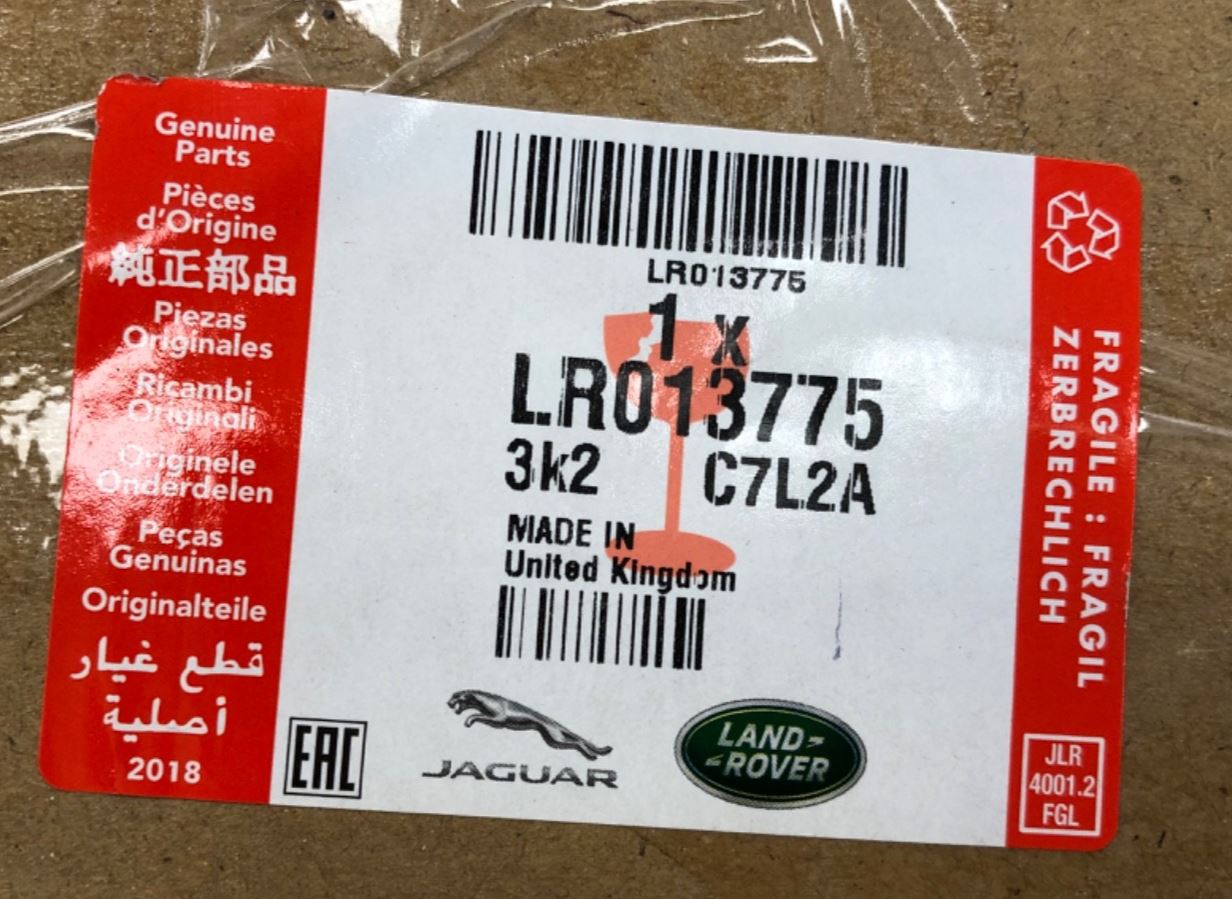 Genuine
Parts
Pièces
d'Origine
純正部品
Piezas
Originales
Ricambi
Originali
Originele
Onderdelen
Peças
Genuinas
Originalteile
قطع غيار
أصلية
2018
LR013775
1 x
LR013775
3k2 C7L2A
MADE IN
United Kingdom
EAC
JAGUAR
LAND-
-ROVER
FRAGILE : FRAGIL
ZERBRECHLICH
JLR
4001.2
FGL